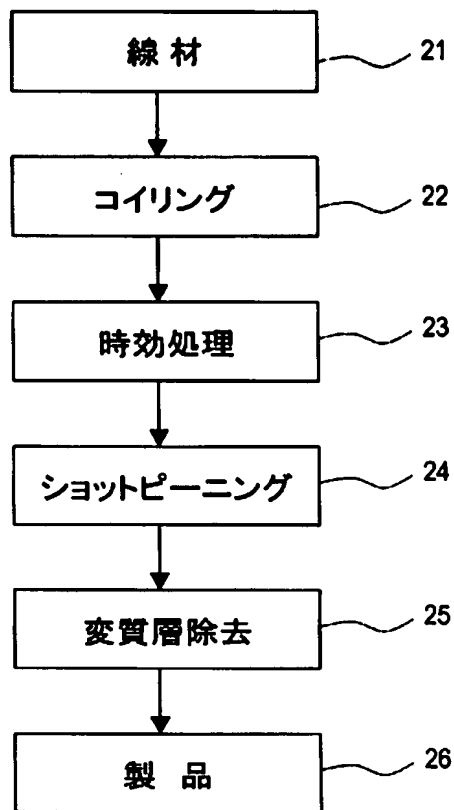 線材 21
コイリング 22
時効処理 23
ショットピーニング 24
変質層除去 25
製品 26